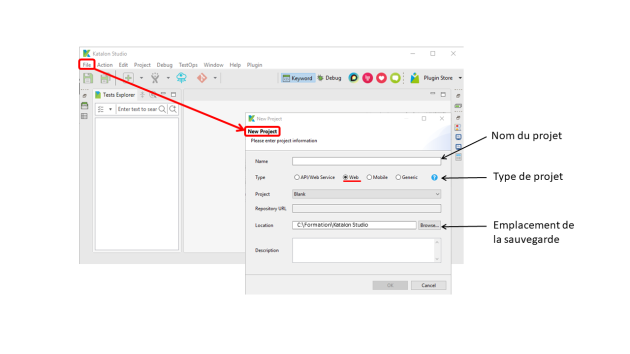 Katalon Studio
File Action Edit Project Debug TestOps Window Help Plugin
Keyword Debug Plugin Store
Tests Explorer
Enter text to sear
New Project
New Project
Please enter project information
Name
Nom du projet
Type API/Web Service Web Mobile Generic
Type de projet
Project Blank
Repository URL
Location C:\Formation\Katalon Studio Browse...
Emplacement de
la sauvegarde
Description
OK Cancel